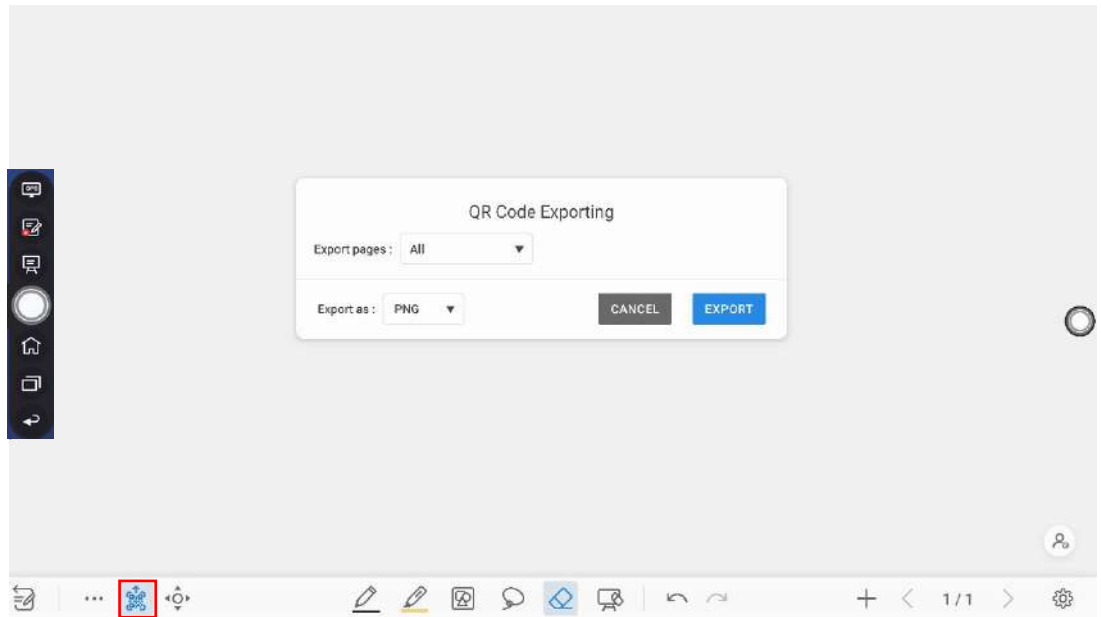 QR Code Exporting
Export pages : All
Export as : PNG
CANCEL
EXPORT
1/1